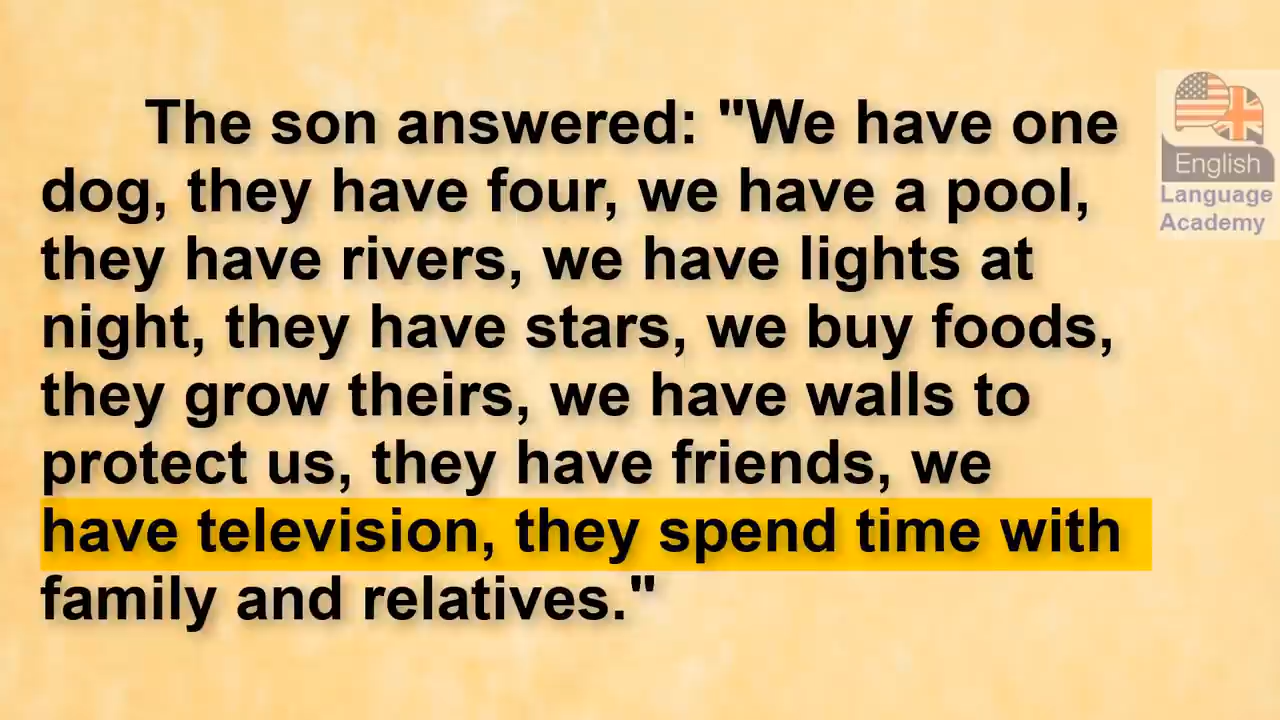 The son answered: "We have one
dog, they have four, we have a pool,
they have rivers, we have lights at
night, they have stars, we buy foods,
they grow theirs, we have walls to
protect us, they have friends, we
have television, they spend time with
family and relatives."
English
Language
Academy